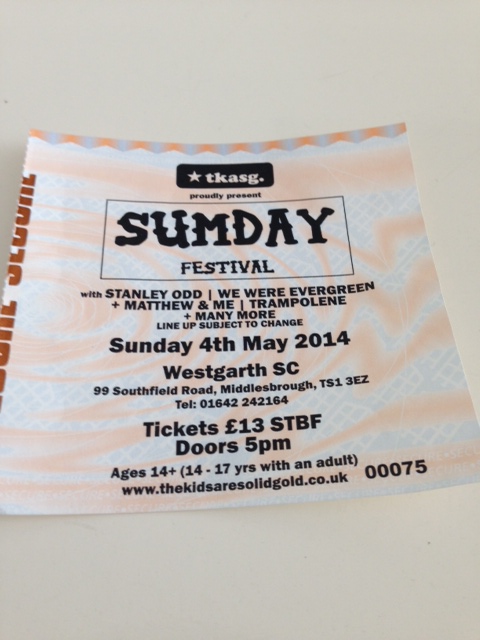 ★ tkasg.
proudly present
SUMDAY
FESTIVAL
with STANLEY ODD | WE WERE EVERGREEN
+ MATTHEW & ME | TRAMPOLENE
+ MANY MORE
LINE UP SUBJECT TO CHANGE
Sunday 4th May 2014
Westgarth SC
99 Southfield Road, Middlesbrough, TS1 3EZ
Tel: 01642 242164
Tickets £13 STBF
Doors 5pm
Ages 14+ (14 - 17 yrs with an adult)
www.thekidsaresolidgold.co.uk
00075